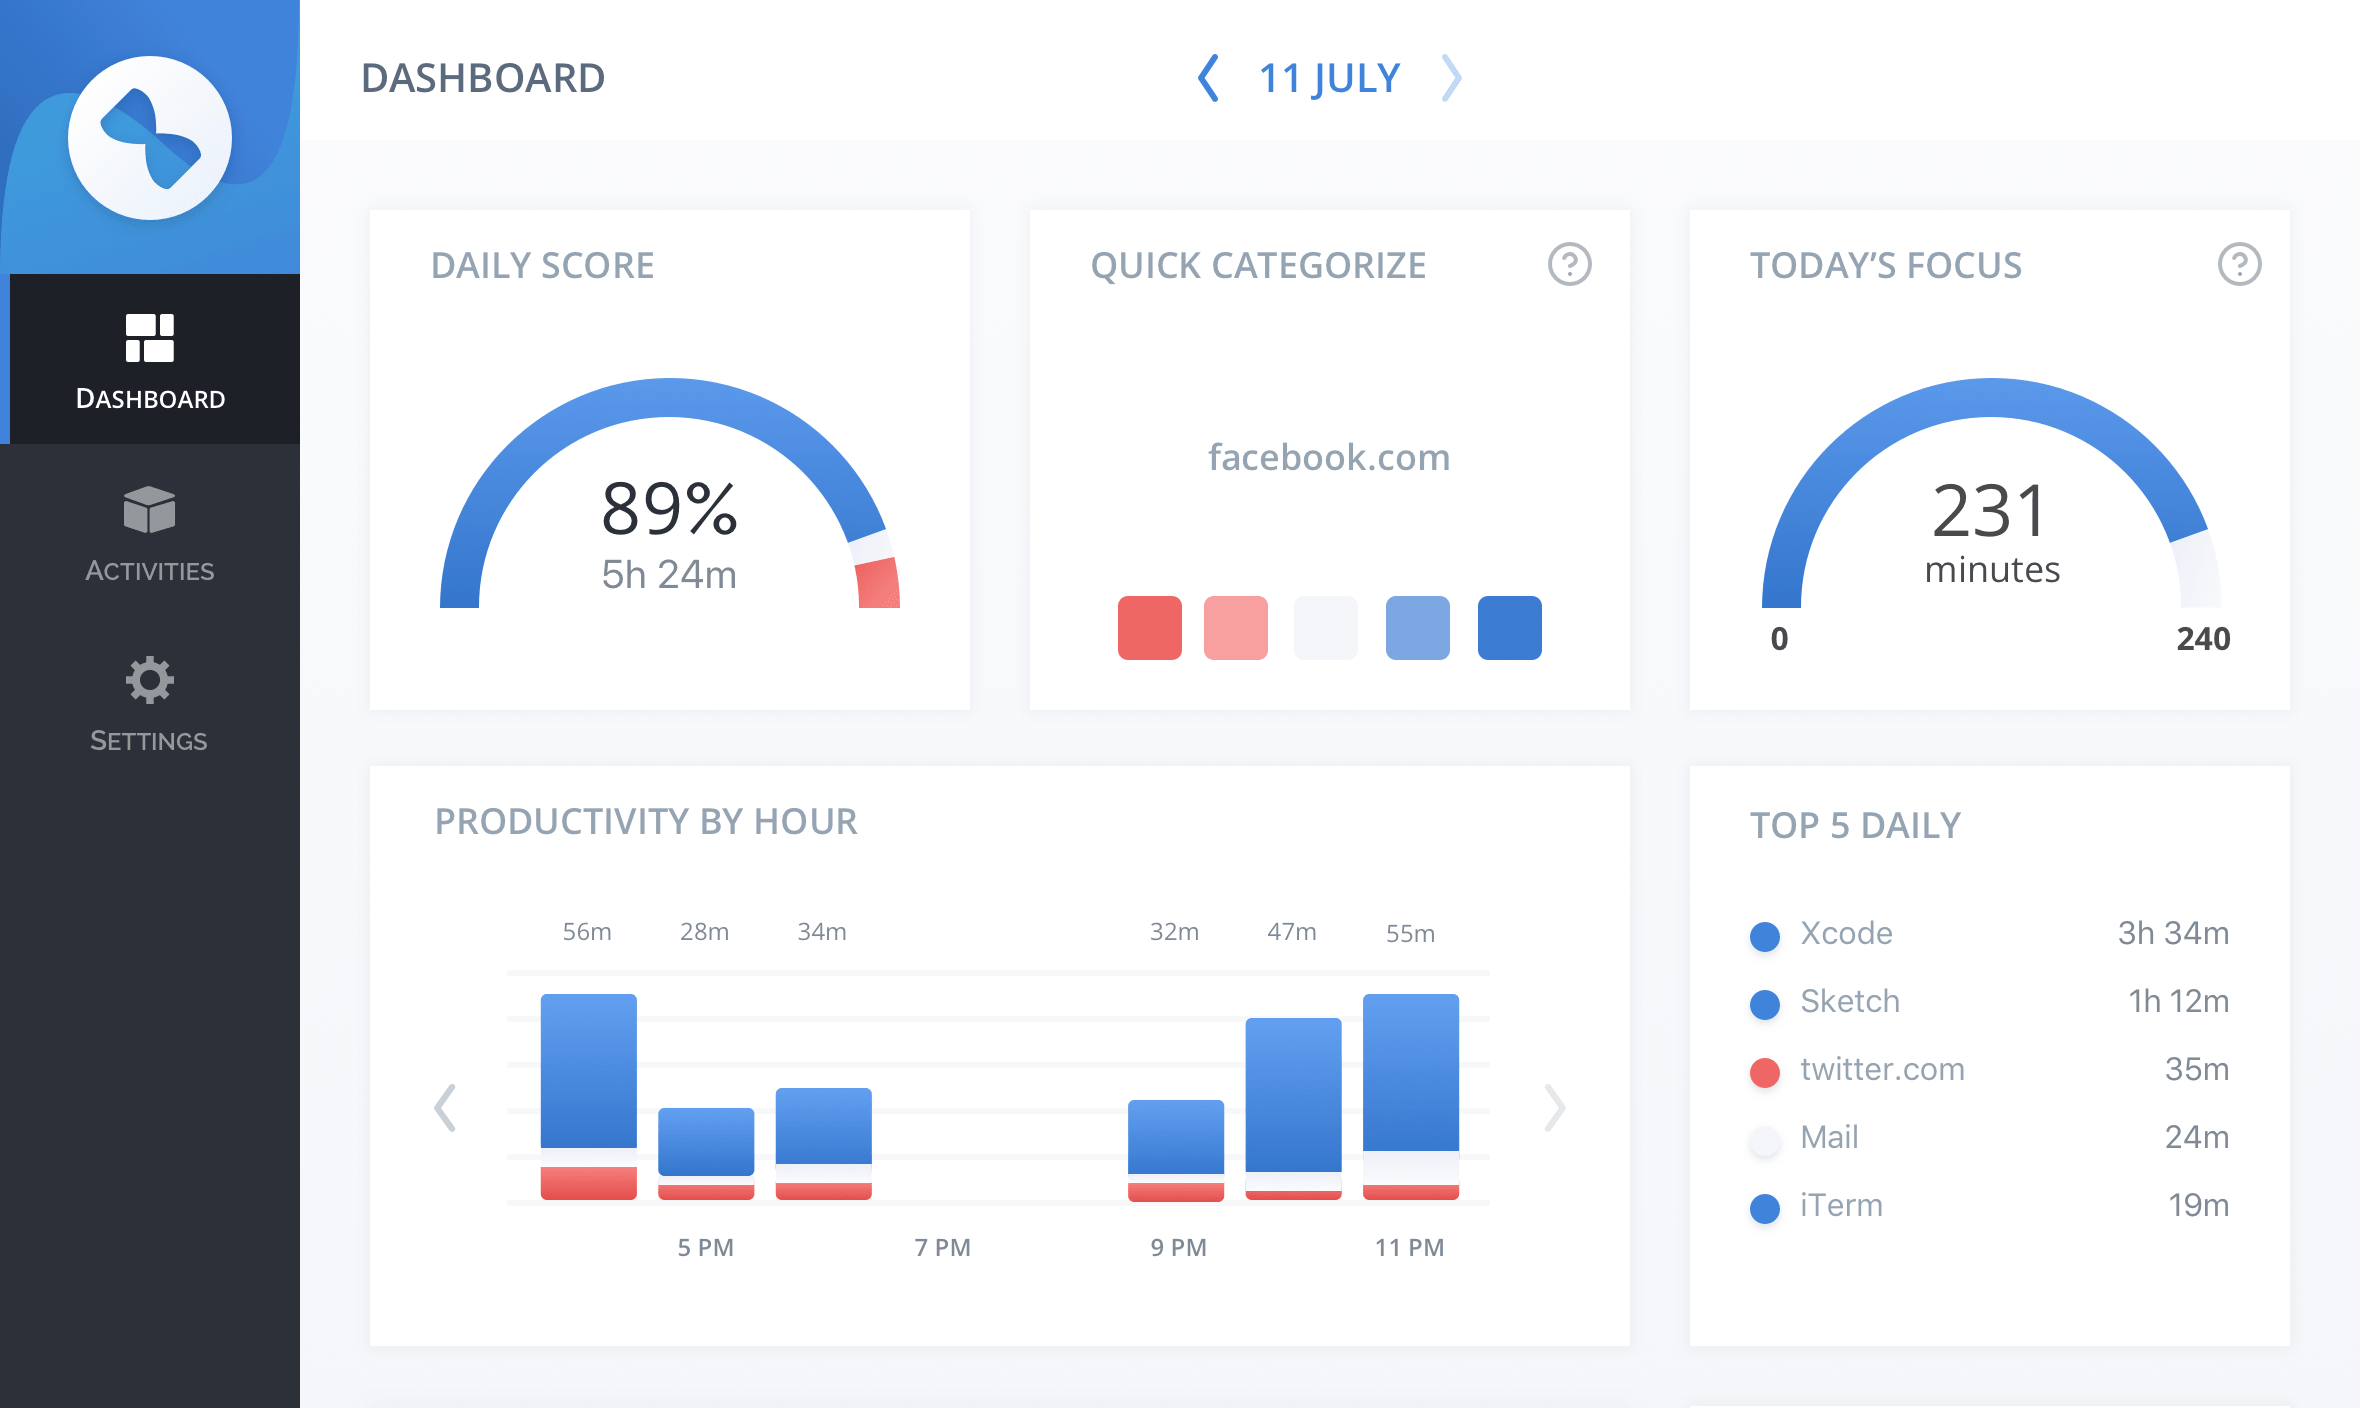 DASHBOARD
11 JULY
DASHBOARD
ACTIVITIES
SETTINGS
DAILY SCORE
89%
5h 24m
QUICK CATEGORIZE
?
facebook.com
TODAY'S FOCUS
?
231
minutes
0 240
PRODUCTIVITY BY HOUR
56m 28m 34m 32m 47m 55m
5 PM 7 PM 9 PM 11 PM
TOP 5 DAILY
Xcode 3h 34m
Sketch 1h 12m
twitter.com 35m
Mail 24m
iTerm 19m